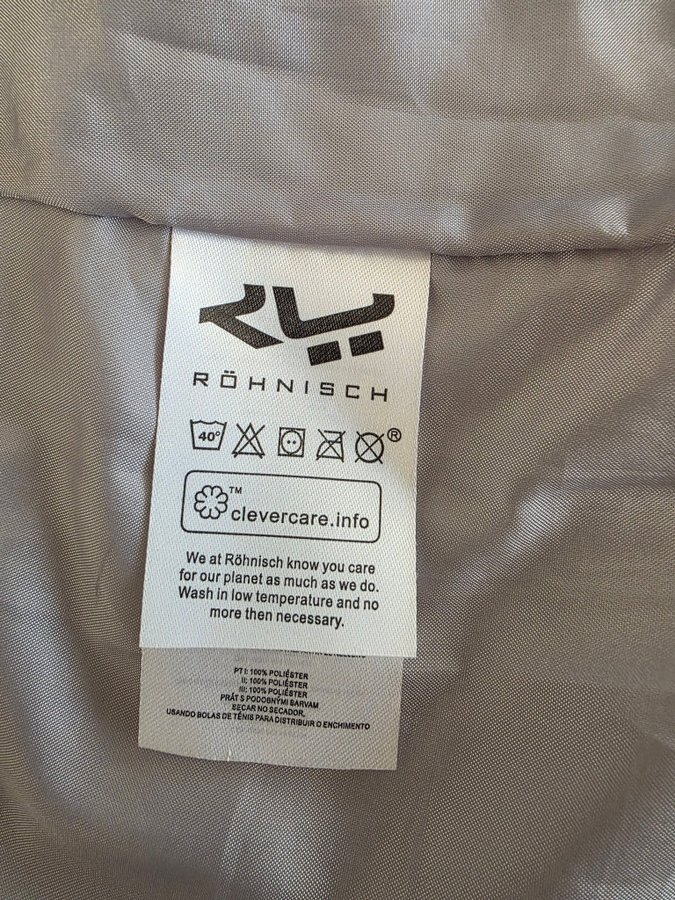 RÖHNISCH
40°
®
TM
clevercare.info
We at Röhnisch know you care
for our planet as much as we do.
Wash in low temperature and no
more then necessary.
PT I: 100% POLIÉSTER
II: 100% POLIÉSTER
III: 100% POLIÉSTER
PRÁT S PODOBNÝMI BARVAM
SECAR NO SECADOR,
USANDO BOLAS DE TÉNIS PARA DISTRIBUIR O ENCHIMENTO